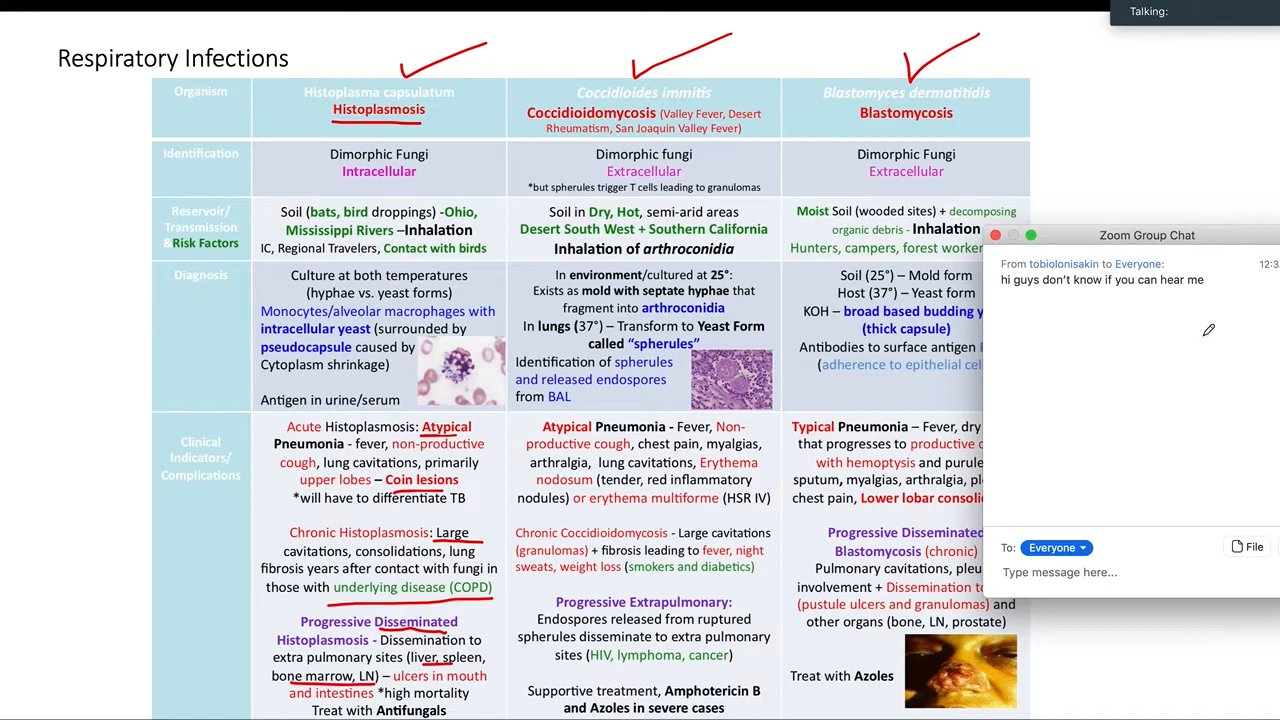 Talking:
Respiratory Infections
Organism
Histoplasma capsulatum
Histoplasmosis
Coccidioides immitis
Coccidioidomycosis (Valley Fever, Desert
Rheumatism, San Joaquin Valley Fever)
Blastomyces dermatitidis
Blastomycosis
Identification
Dimorphic Fungi
Intracellular
Dimorphic fungi
Extracellular
*but spherules trigger T cells leading to granulomas
Dimorphic Fungi
Extracellular
Reservoir/
Transmission
&Risk Factors
Soil (bats, bird droppings) -Ohio,
Mississippi Rivers –Inhalation
IC, Regional Travelers, Contact with birds
Soil in Dry, Hot, semi-arid areas
Desert South West + Southern California
Inhalation of arthroconidia
Moist Soil (wooded sites) + decomposing
organic debris - Inhalation
Hunters, campers, forest worker
Diagnosis
Culture at both temperatures
(hyphae vs. yeast forms)
Monocytes/alveolar macrophages with
intracellular yeast (surrounded by
pseudocapsule caused by
Cytoplasm shrinkage)
Antigen in urine/serum
In environment/cultured at 25°:
Exists as mold with septate hyphae that
fragment into arthroconidia
In lungs (37°) – Transform to Yeast Form
called “spherules”
Identification of spherules
and released endospores
from BAL
Soil (25°) – Mold form
Host (37°) – Yeast form
KOH – broad based budding y
(thick capsule)
Antibodies to surface antigen
(adherence to epithelial cel
Clinical
Indicators/
Complications
Acute Histoplasmosis: Atypical
Pneumonia - fever, non-productive
cough, lung cavitations, primarily
upper lobes – Coin lesions
*will have to differentiate TB
Chronic Histoplasmosis: Large
cavitations, consolidations, lung
fibrosis years after contact with fungi in
those with underlying disease (COPD)
Progressive Disseminated
Histoplasmosis - Dissemination to
extra pulmonary sites (liver, spleen,
bone marrow, LN) – ulcers in mouth
and intestines *high mortality
Treat with Antifungals
Atypical Pneumonia - Fever, Non-
productive cough, chest pain, myalgias,
arthralgia, lung cavitations, Erythema
nodosum (tender, red inflammatory
nodules) or erythema multiforme (HSR IV)
Chronic Coccidioidomycosis - Large cavitations
(granulomas) + fibrosis leading to fever, night
sweats, weight loss (smokers and diabetics)
Progressive Extrapulmonary:
Endospores released from ruptured
spherules disseminate to extra pulmonary
sites (HIV, lymphoma, cancer)
Supportive treatment, Amphotericin B
and Azoles in severe cases
Typical Pneumonia – Fever, dry
that progresses to productive c
with hemoptysis and purule
sputum, myalgias, arthralgia, ple
chest pain, Lower lobar consoli
Progressive Disseminated
Blastomycosis (chronic)
Pulmonary cavitations, pleu
involvement + Dissemination to
(pustule ulcers and granulomas) and
other organs (bone, LN, prostate)
Treat with Azoles
Zoom Group Chat
From tobiolonisakin to Everyone: 12:3
hi guys don't know if you can hear me
To: Everyone File
Type message here...